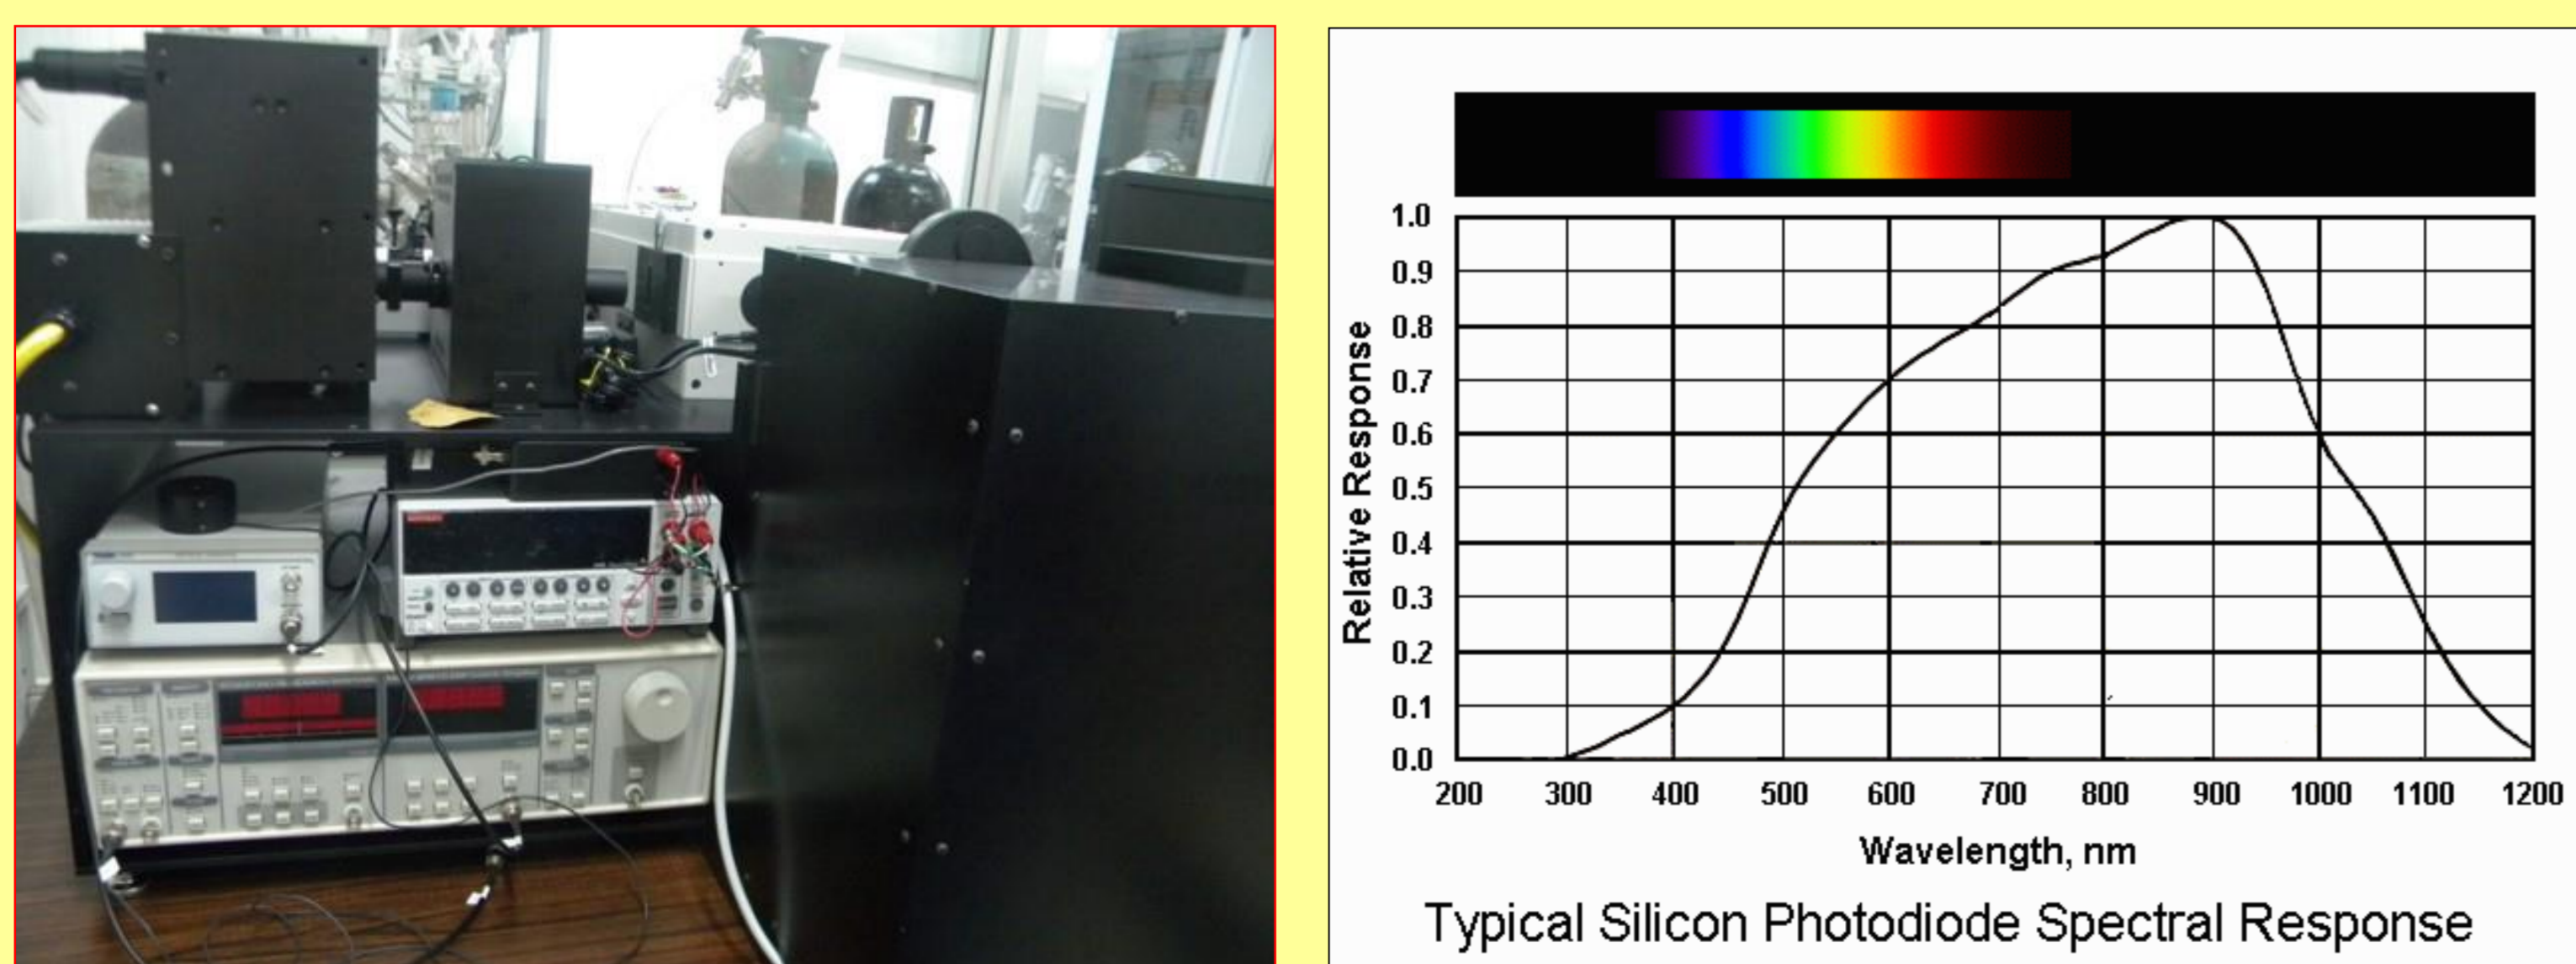 1.0
0.9
0.8
0.7
0.6
0.5
0.4
0.3
0.2
0.1
0.0
Relative Response
200 300 400 500 600 700 800 900 1000 1100 1200
Wavelength, nm
Typical Silicon Photodiode Spectral Response